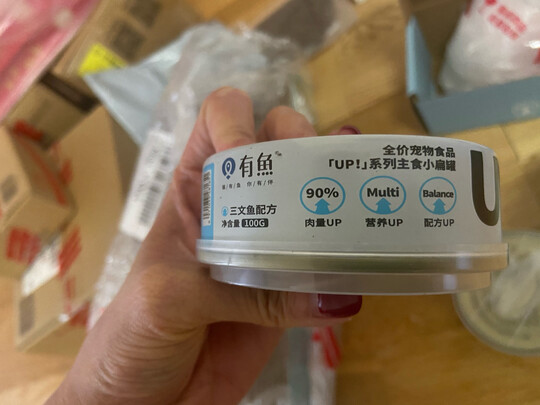 有魚
全价宠物食品
「UP!」系列主食小扁罐
三文鱼配方
净含量 100G
90%
肉量UP
Multi
营养UP
Balance
配方UP
U